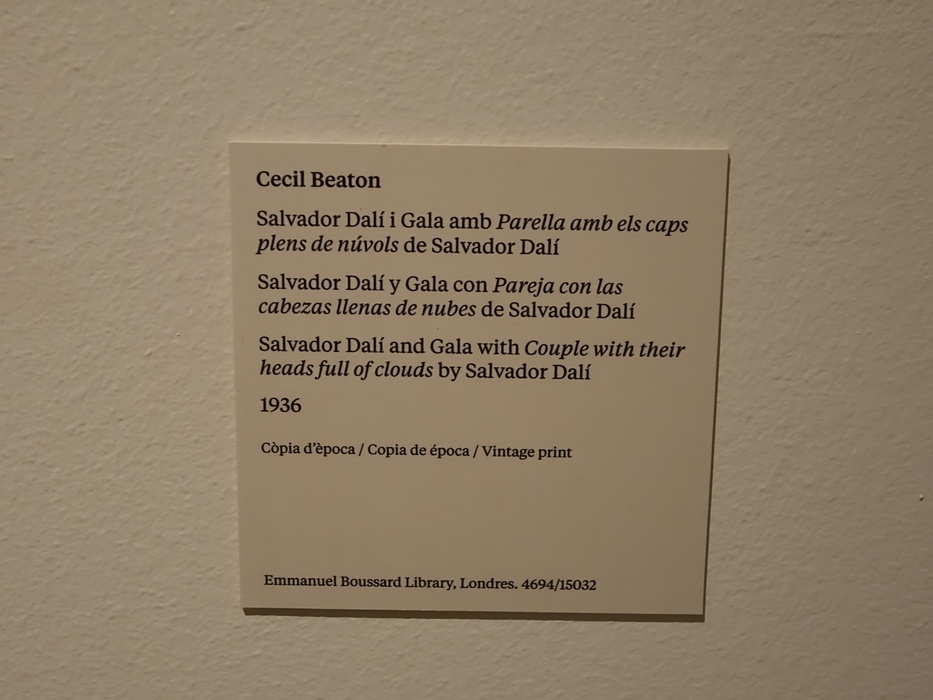 Cecil Beaton
Salvador Dalí i Gala amb Parella amb els caps
plens de núvols de Salvador Dalí
Salvador Dalí y Gala con Pareja con las
cabezas llenas de nubes de Salvador Dalí
Salvador Dalí and Gala with Couple with their
heads full of clouds by Salvador Dalí
1936
Còpia d'època / Copia de época / Vintage print
Emmanuel Boussard Library, Londres. 4694/15032